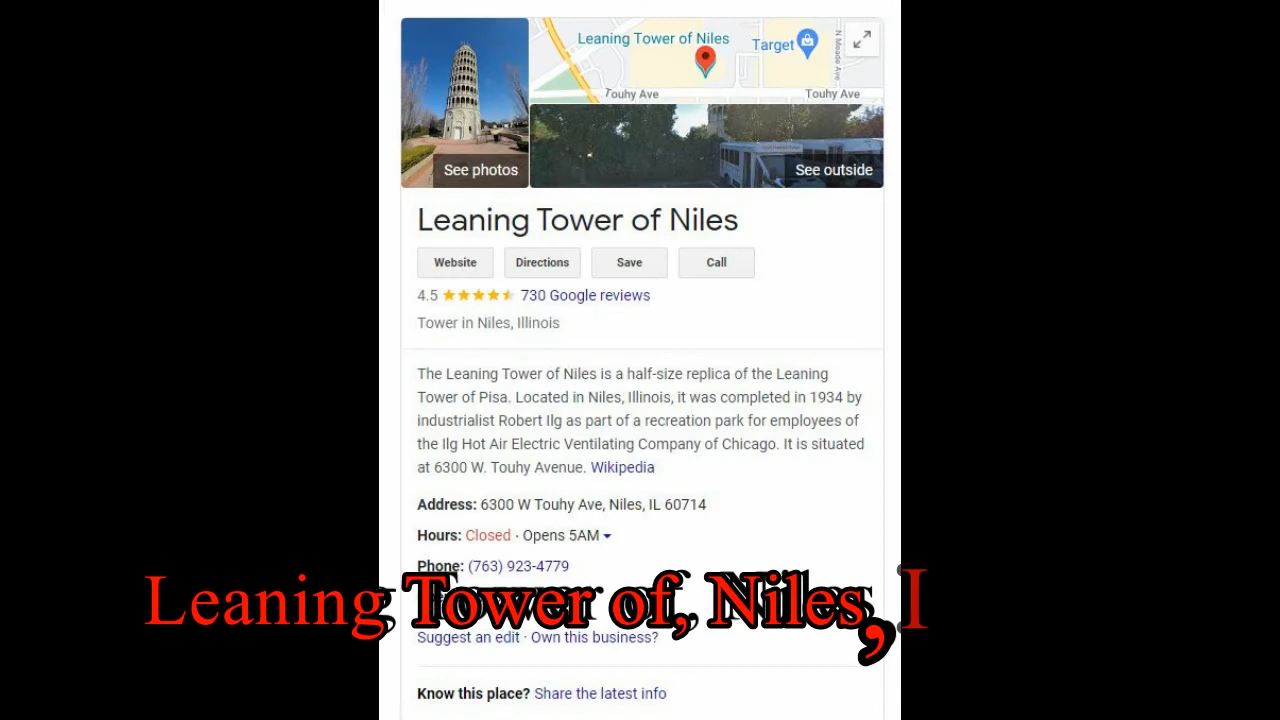 Leaning Tower of Niles
Target
N Meade Ave
Touhy Ave
Touhy Ave
See photos
See outside
Leaning Tower of Niles
Website
Directions
Save
Call
4.5 730 Google reviews
Tower in Niles, Illinois
The Leaning Tower of Niles is a half-size replica of the Leaning
Tower of Pisa. Located in Niles, Illinois, it was completed in 1934 by
industrialist Robert Ilg as part of a recreation park for employees of
the Ilg Hot Air Electric Ventilating Company of Chicago. It is situated
at 6300 W. Touhy Avenue. Wikipedia
Address: 6300 W Touhy Ave, Niles, IL 60714
Hours: Closed · Opens 5AM
Phone: (763) 923-4779
Leaning Tower of, Niles, I
Suggest an edit · Own this business?
Know this place? Share the latest info